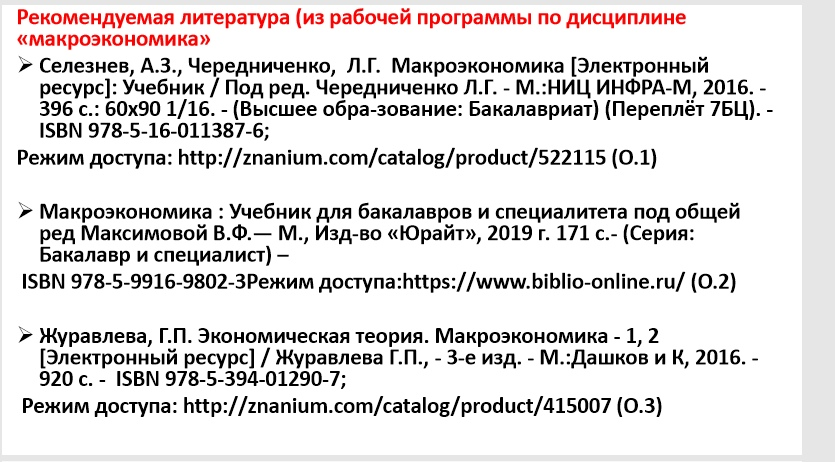 Рекомендуемая литература (из рабочей программы по дисциплине
«макроэкономика»
➢ Селезнев, А.З., Чередниченко, Л.Г. Макроэкономика [Электронный
ресурс]: Учебник / Под ред. Чередниченко Л.Г. - М.:НИЦ ИНФРА-М, 2016. -
396 с.: 60x90 1/16. - (Высшее обра-зование: Бакалавриат) (Переплёт 7БЦ). -
ISBN 978-5-16-011387-6;
Режим доступа: http://znanium.com/catalog/product/522115 (О.1)
➢ Макроэкономика : Учебник для бакалавров и специалитета под общей
ред Максимовой В.Ф.— М., Изд-во «Юрайт», 2019 г. 171 с.- (Серия:
Бакалавр и специалист) –
ISBN 978-5-9916-9802-3Режим доступа:https://www.biblio-online.ru/ (О.2)
➢ Журавлева, Г.П. Экономическая теория. Макроэкономика - 1, 2
[Электронный ресурс] / Журавлева Г.П., - 3-е изд. - М.:Дашков и К, 2016. -
920 с. - ISBN 978-5-394-01290-7;
Режим доступа: http://znanium.com/catalog/product/415007 (О.3)